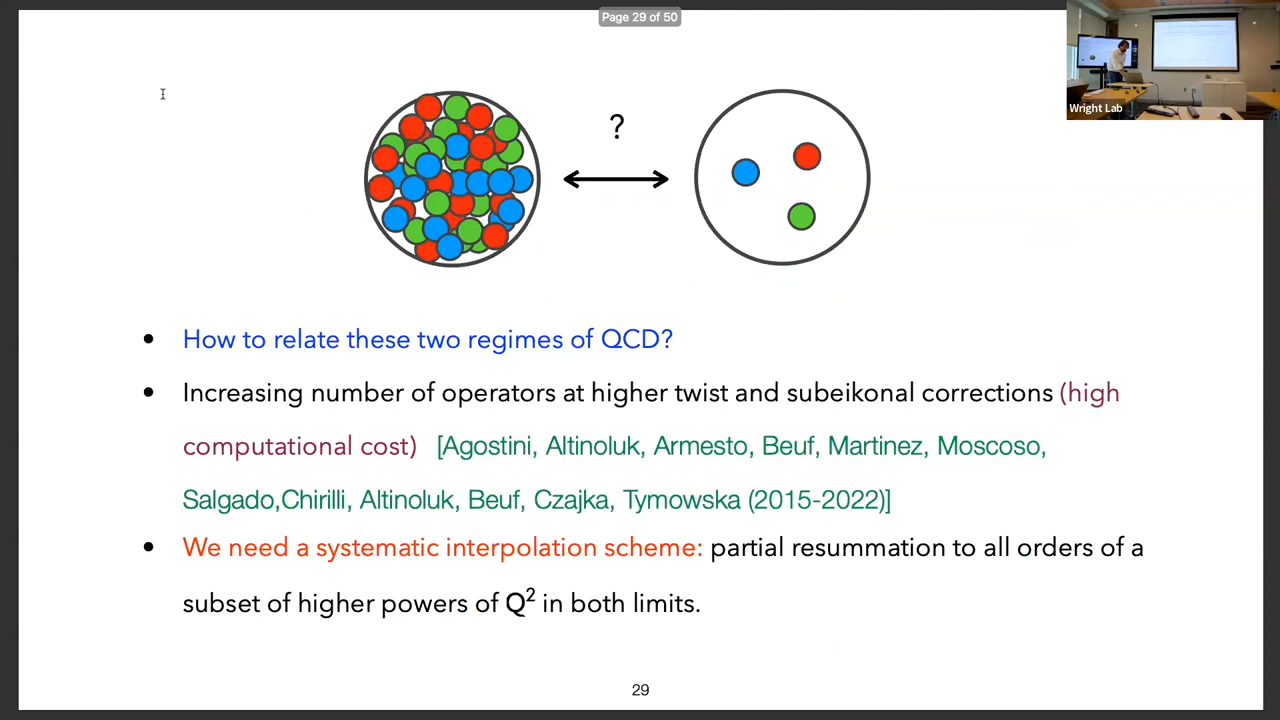 Page 29 of 50
Wright Lab
?
• How to relate these two regimes of QCD?
• Increasing number of operators at higher twist and subeikonal corrections (high
computational cost) [Agostini, Altinoluk, Armesto, Beuf, Martinez, Moscoso,
Salgado,Chirilli, Altinoluk, Beuf, Czajka, Tymowska (2015-2022)]
• We need a systematic interpolation scheme: partial resummation to all orders of a
subset of higher powers of Q² in both limits.
29